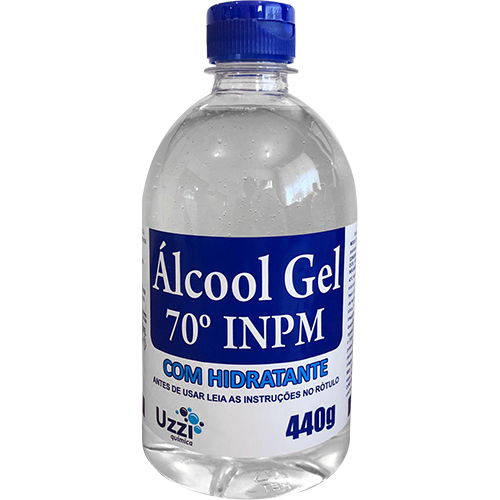 Álcool Gel
70º INPM
COM HIDRATANTE
ANTES DE USAR LEIA AS INSTRUÇÕES NO RÓTULO
Uzzi
química
440g